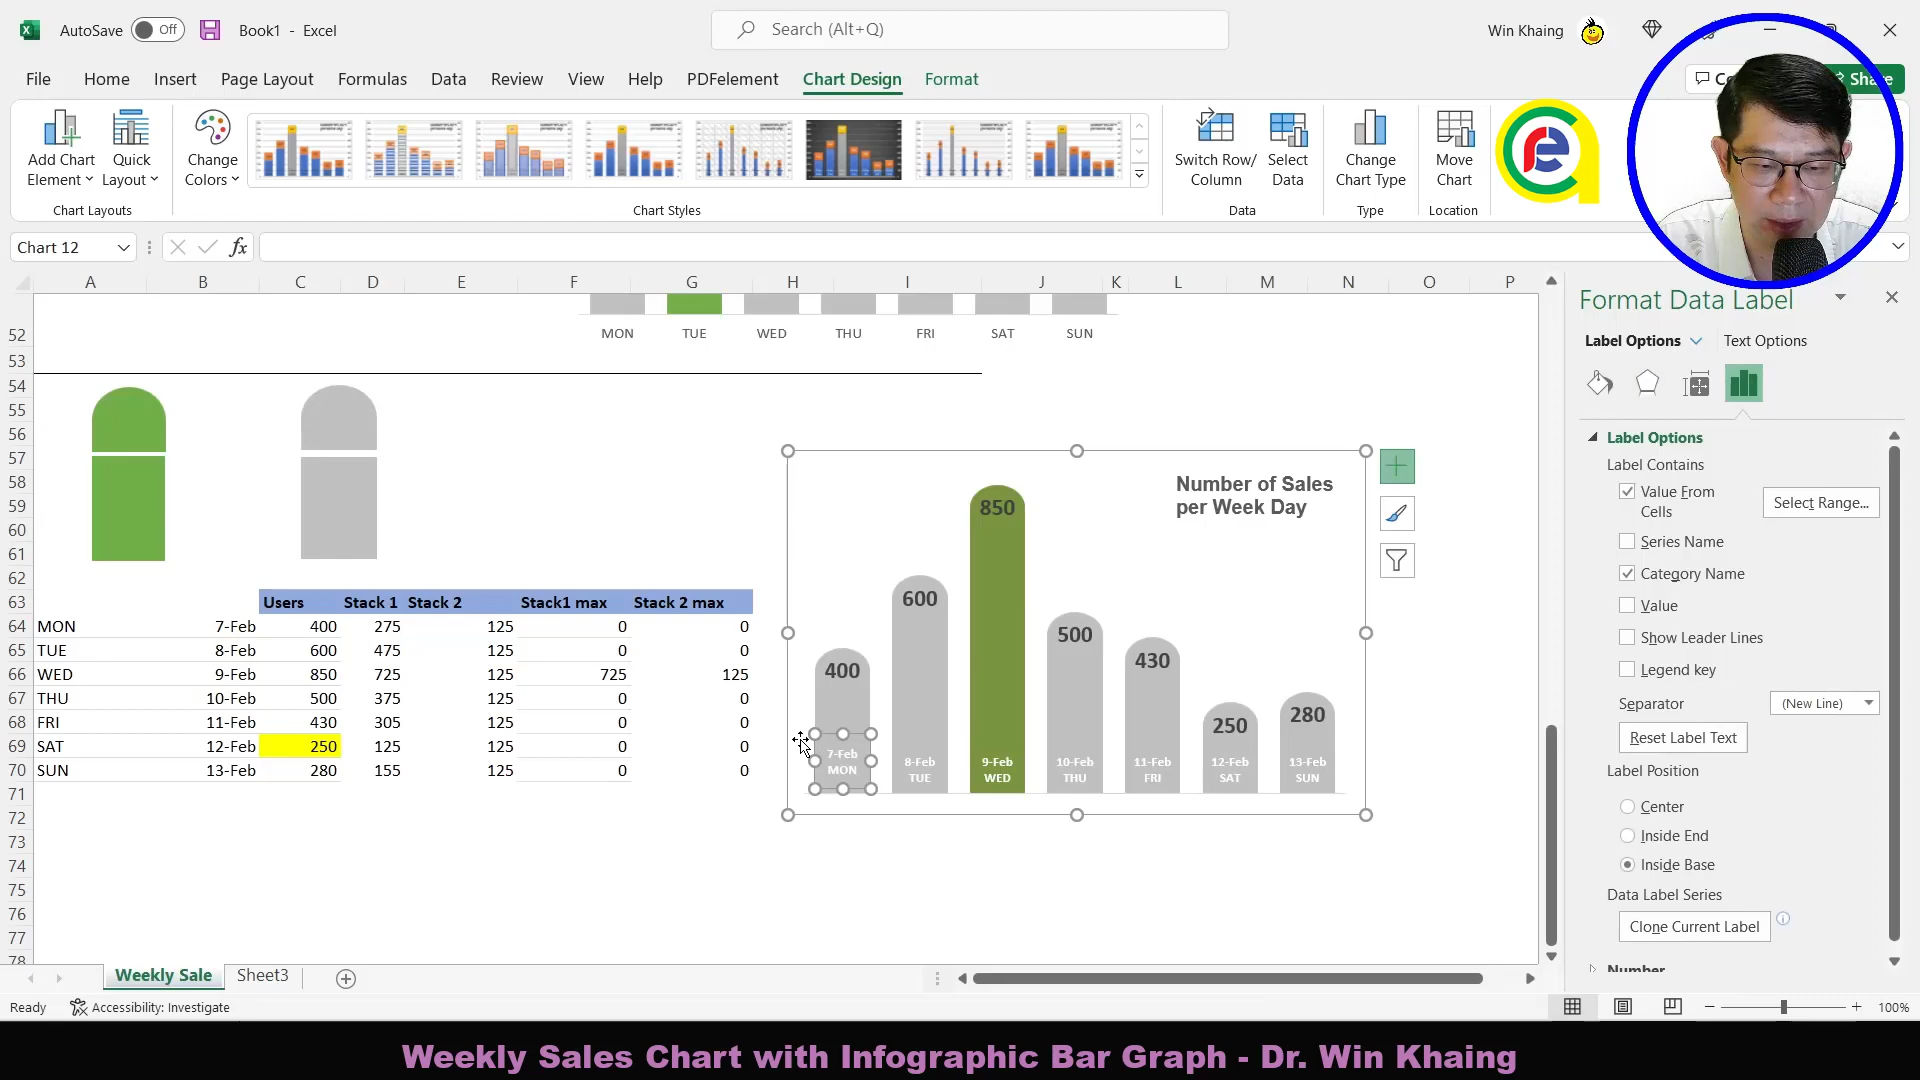 AutoSave Off Book1 - Excel Search (Alt+Q) Win Khaing
File Home Insert Page Layout Formulas Data Review View Help PDFelement Chart Design Format Share
Add Chart Element Quick Layout Change Colors Switch Row/ Column Select Data Change Chart Type Move Chart
Chart Layouts Chart Styles Data Type Location
Chart 12 fx
A B C D E F G H I J K L M N O P
52 MON TUE WED THU FRI SAT SUN
53
54
55
56
57
58
59
60
61
62
63 Users Stack 1 Stack 2 Stack1 max Stack 2 max
64 MON 7-Feb 400 275 125 0 0
65 TUE 8-Feb 600 475 125 0 0
66 WED 9-Feb 850 725 125 725 125
67 THU 10-Feb 500 375 125 0 0
68 FRI 11-Feb 430 305 125 0 0
69 SAT 12-Feb 250 125 125 0 0
70 SUN 13-Feb 280 155 125 0 0
71
72
73
74
75
76
77
78
Number of Sales
per Week Day
400 600 850 500 430 250 280
7-Feb 8-Feb 9-Feb 10-Feb 11-Feb 12-Feb 13-Feb
MON TUE WED THU FRI SAT SUN
Format Data Label
Label Options Text Options
Label Options
Label Contains
Value From Cells Select Range...
Series Name
Category Name
Value
Show Leader Lines
Legend key
Separator (New Line)
Reset Label Text
Label Position
Center
Inside End
Inside Base
Data Label Series
Clone Current Label
Number
Weekly Sale Sheet3
Ready Accessibility: Investigate 100%
Weekly Sales Chart with Infographic Bar Graph - Dr. Win Khaing